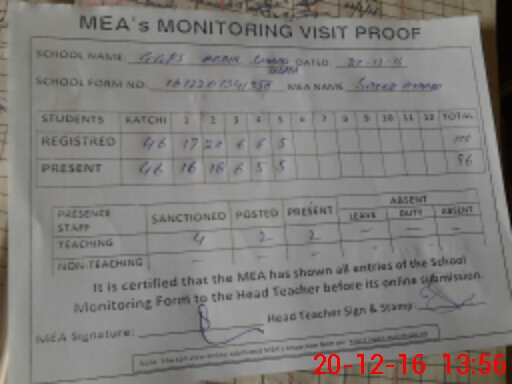 MEA's MONITORING VISIT PROOF
SCHOOL NAME GGPS DATED 20-12-16
SCHOOL FORM NO: MEA NAME
STUDENTS KATCHI 1 2 3 4 5 6 7 8 9 10 11 12 TOTAL
REGISTRED 46 17 20 6 6 5
PRESENT 46 16 16 6 5 5
PRESENCE STAFF SANCTIONED POSTED PRESENT ABSENT
LEAVE DUTY ABSENT
TEACHING 4 2 2 - - -
NON-TEACHING - - - - - -
It is certified that the MEA has shown all entries of the School
Monitoring Form to the Head Teacher before its online submission.
MEA Signature: Head Teacher Sign & Stamp:
20-12-16 13:56